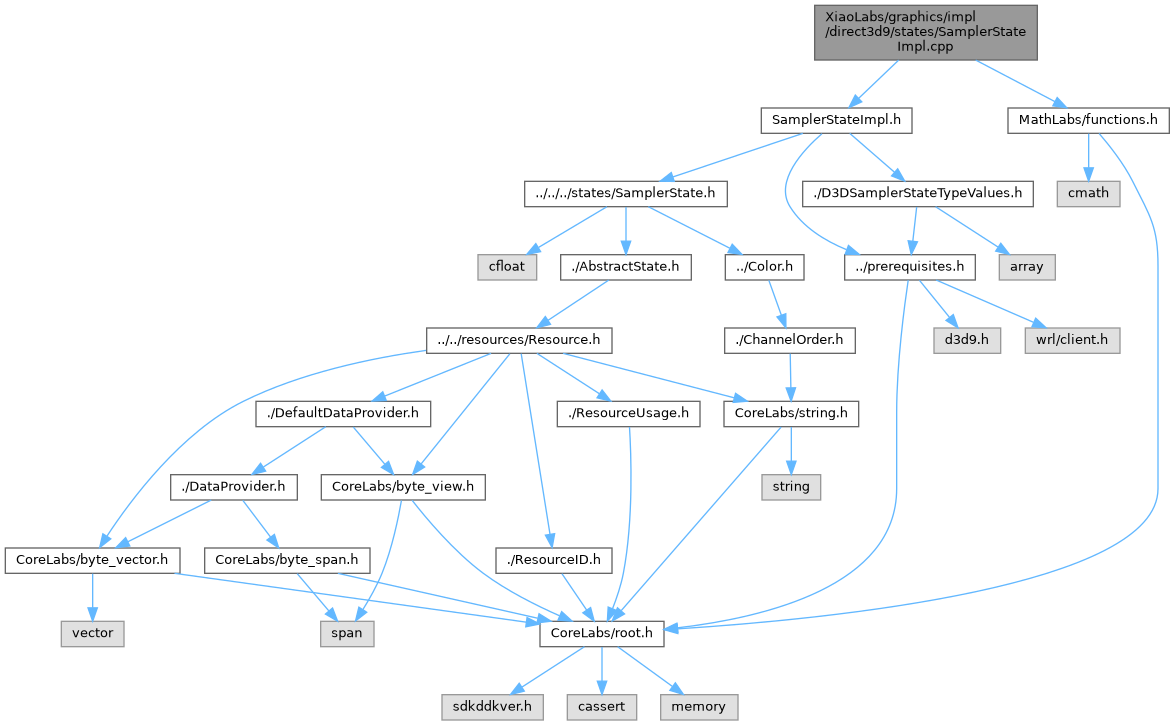 XiaoLabs/graphics/impl
/direct3d9/states/SamplerState
Impl.cpp
SamplerStateImpl.h
MathLabs/functions.h
../../../states/SamplerState.h
./D3DSamplerStateTypeValues.h
cmath
cfloat
./AbstractState.h
../Color.h
../prerequisites.h
array
../../resources/Resource.h
./ChannelOrder.h
d3d9.h
wrl/client.h
./DefaultDataProvider.h
./ResourceUsage.h
CoreLabs/string.h
./DataProvider.h
CoreLabs/byte_view.h
string
CoreLabs/byte_vector.h
CoreLabs/byte_span.h
./ResourceID.h
vector
span
CoreLabs/root.h
sdkddkver.h
cassert
memory